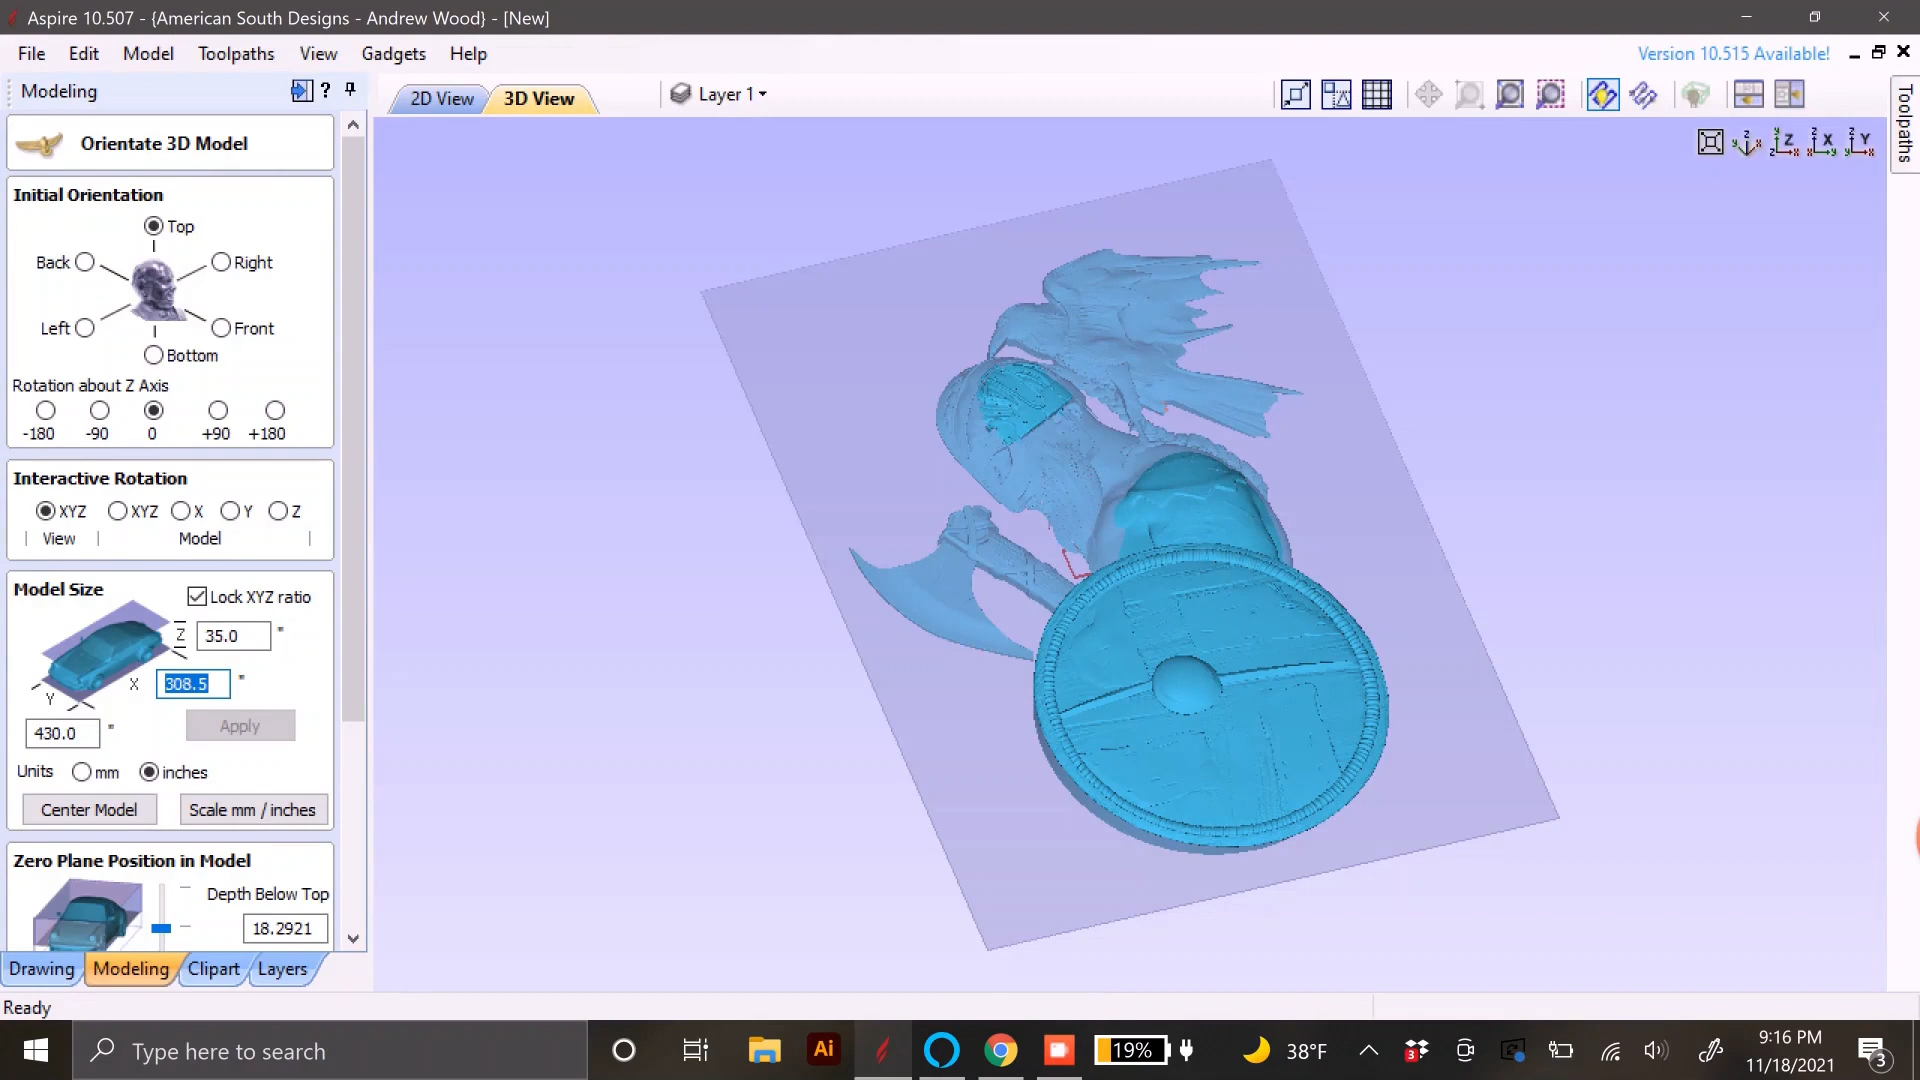 Aspire 10.507 - {American South Designs - Andrew Wood} - [New]
File Edit Model Toolpaths View Gadgets Help
Version 10.515 Available!
Modeling
?
2D View
3D View
Layer 1
Toolpaths
Orientate 3D Model
Initial Orientation
Top
Back
Right
Left
Front
Bottom
Rotation about Z Axis
-180 -90 0 +90 +180
Interactive Rotation
XYZ XYZ X Y Z
| View | Model |
Model Size
Lock XYZ ratio
Z 35.0 "
X 308.5 "
Y
430.0 "
Apply
Units mm inches
Center Model
Scale mm / inches
Zero Plane Position in Model
Depth Below Top
18.2921
Drawing Modeling Clipart Layers
Ready
Type here to search
Ai
19%
38°F
3
9:16 PM
11/18/2021
3